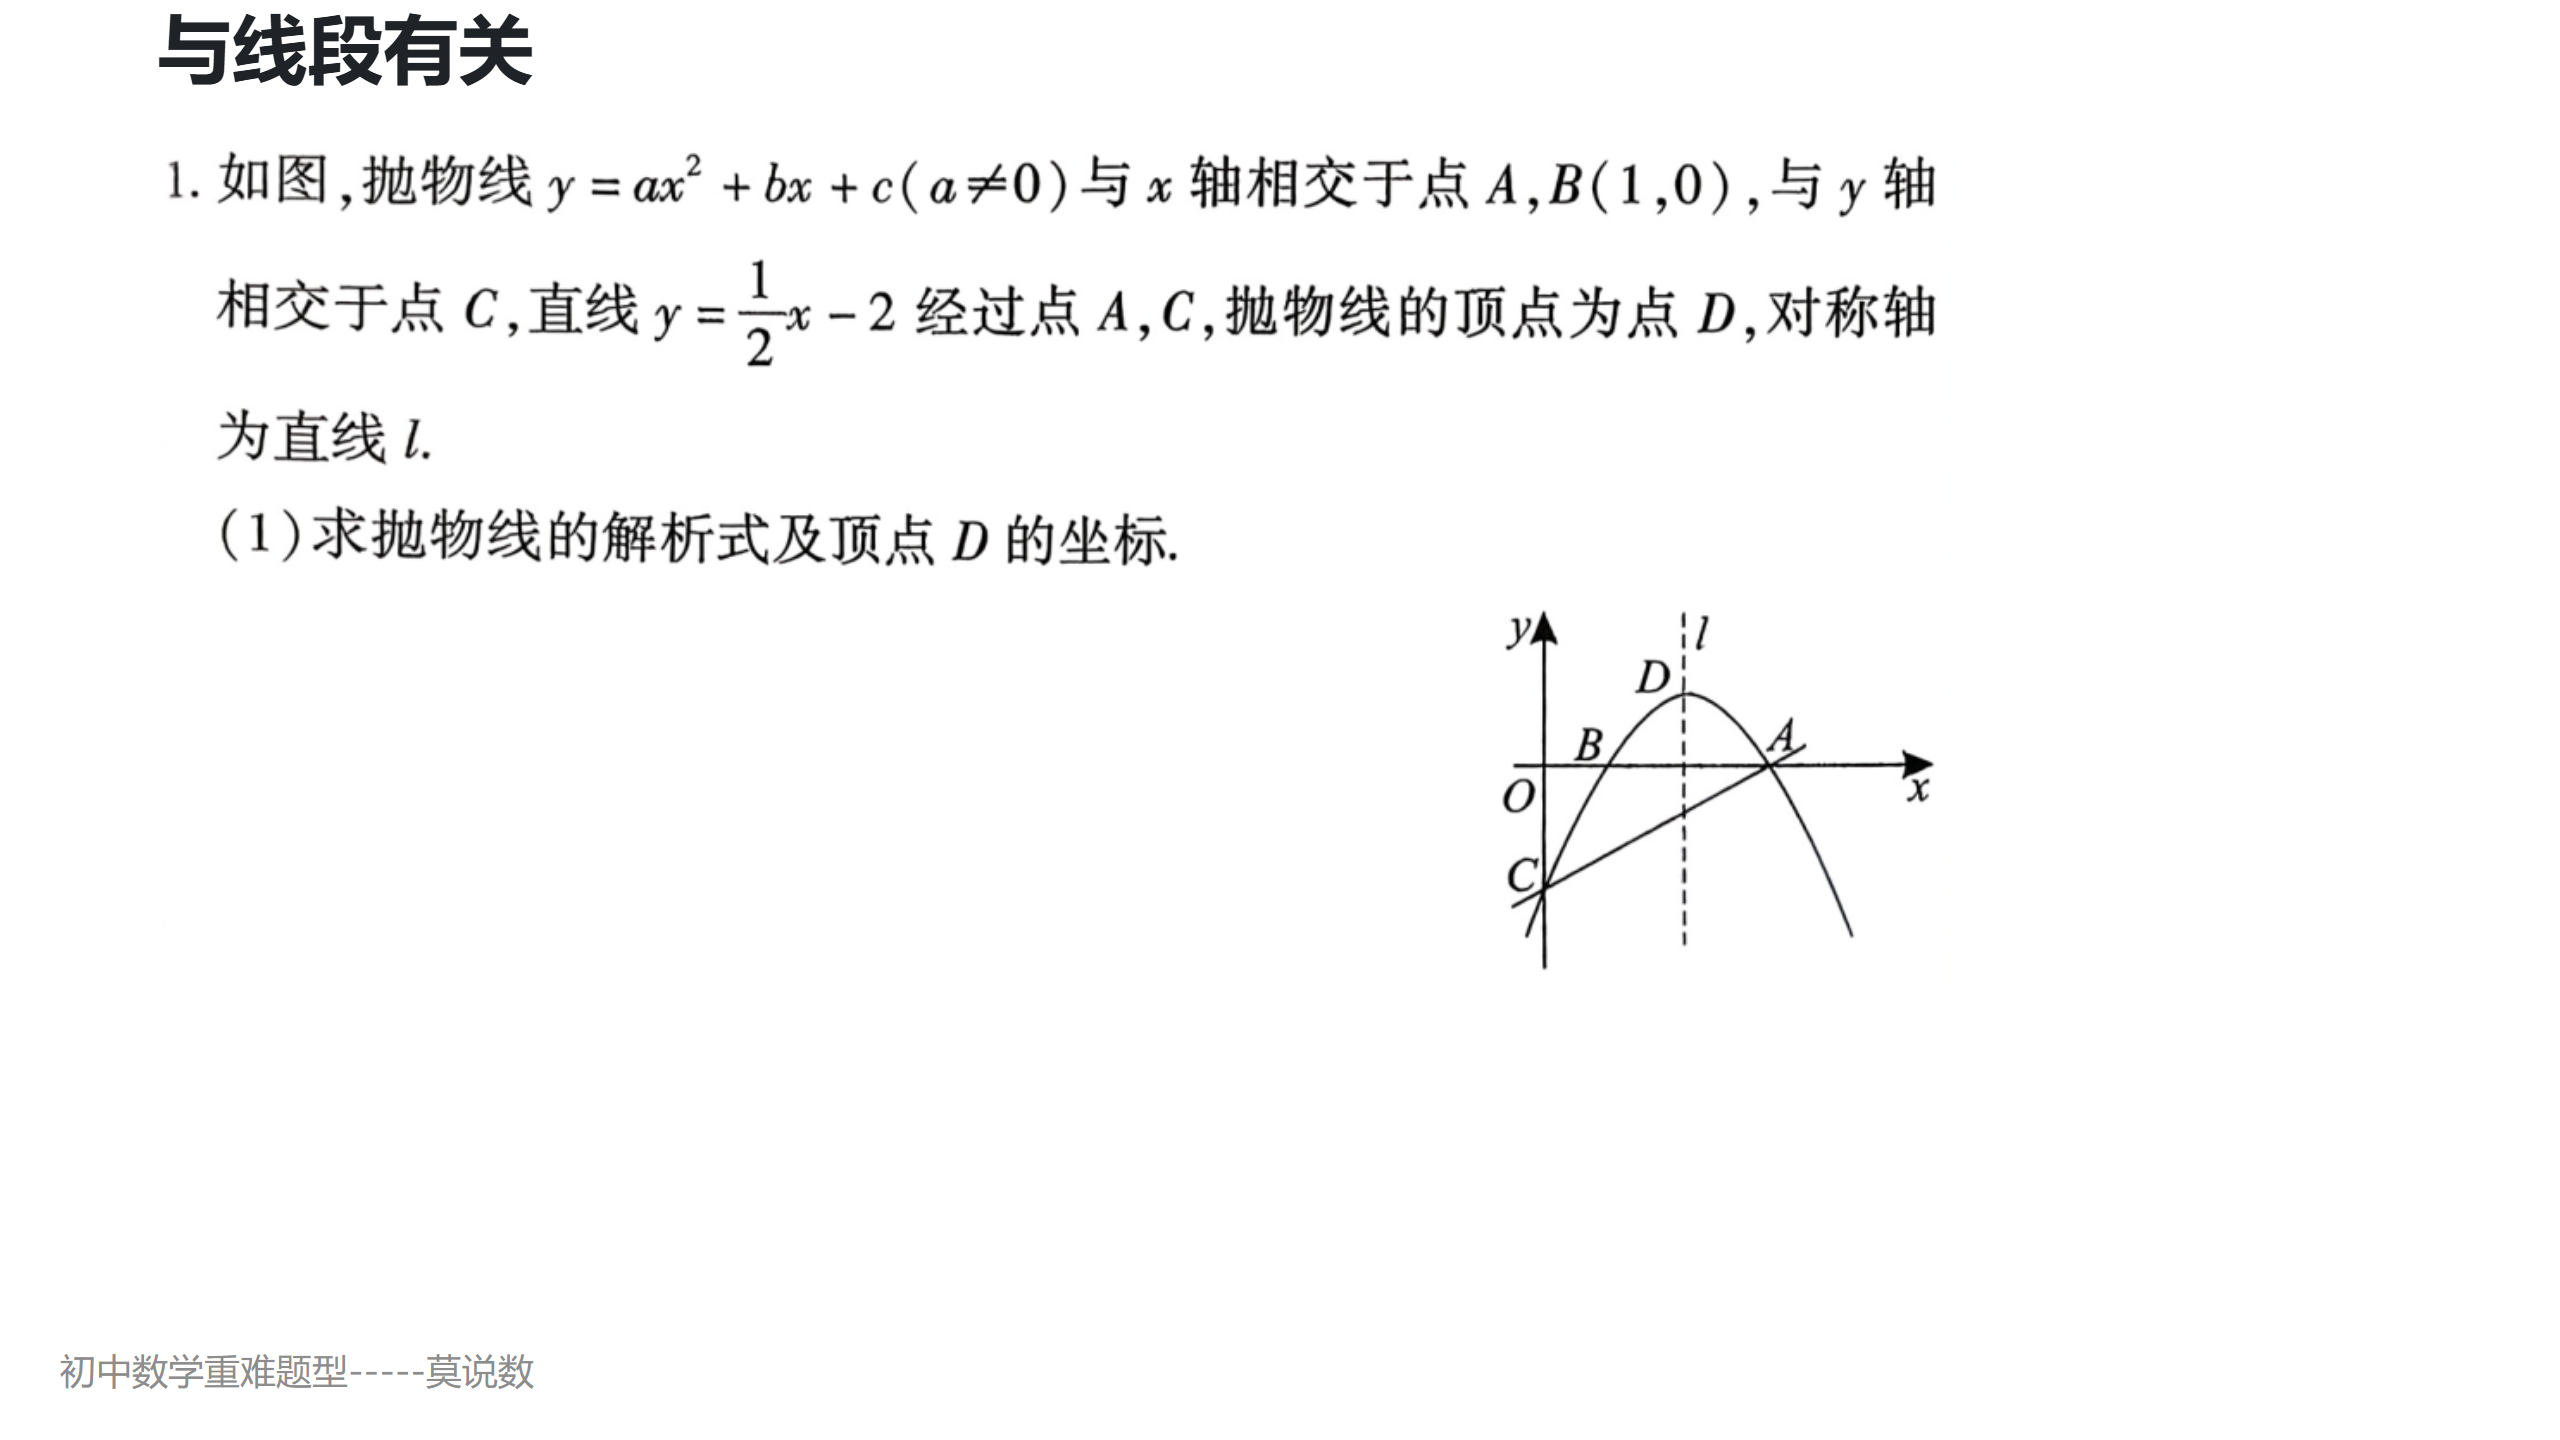 与线段有关
1. 如图,抛物线 y = ax² + bx + c(a≠0)与 x 轴相交于点 A,B(1,0),与 y 轴
相交于点 C,直线 y = \frac{1}{2}x - 2 经过点 A,C,抛物线的顶点为点 D,对称轴
为直线 l.
(1)求抛物线的解析式及顶点 D 的坐标.
y
l
D
B
A
O
x
C
初中数学重难题型-----莫说数